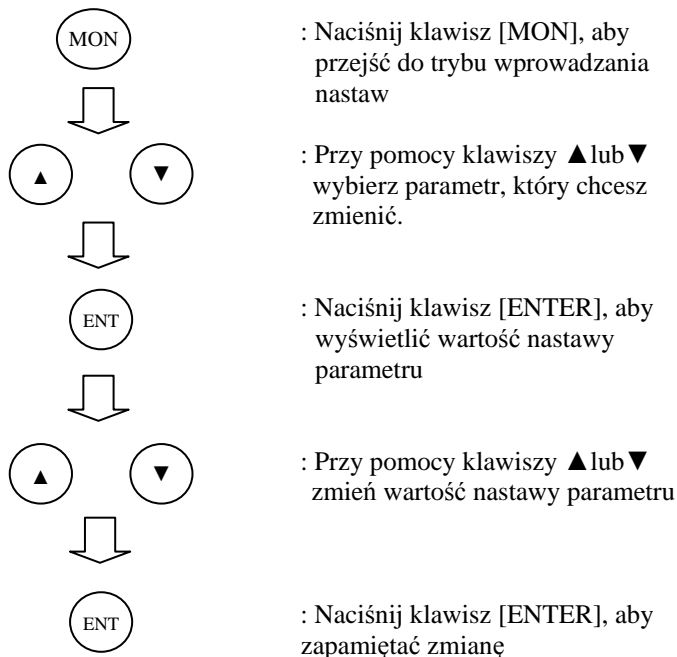 MON
: Naciśnij klawisz [MON], aby
przejść do trybu wprowadzania
nastaw
▲ ▼
: Przy pomocy klawiszy ▲lub▼
wybierz parametr, który chcesz
zmienić.
ENT
: Naciśnij klawisz [ENTER], aby
wyświetlić wartość nastawy
parametru
▲ ▼
: Przy pomocy klawiszy ▲lub▼
zmień wartość nastawy parametru
ENT
: Naciśnij klawisz [ENTER], aby
zapamiętać zmianę